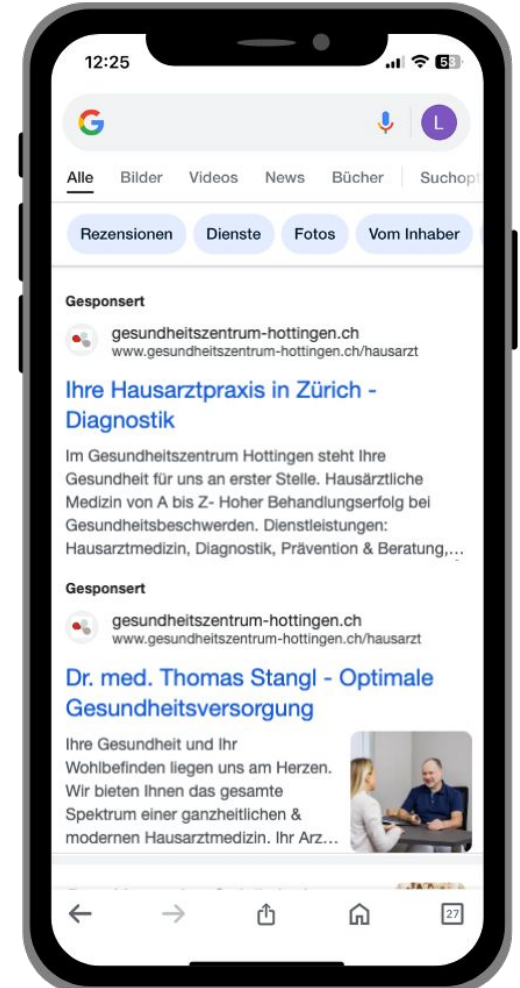 12:25
53
G
L
Alle Bilder Videos News Bücher Suchopt
Rezensionen Dienste Fotos Vom Inhaber
Gesponsert
gesundheitszentrum-hottingen.ch
www.gesundheitszentrum-hottingen.ch/hausarzt
Ihre Hausarztpraxis in Zürich -
Diagnostik
Im Gesundheitszentrum Hottingen steht Ihre
Gesundheit für uns an erster Stelle. Hausärztliche
Medizin von A bis Z- Hoher Behandlungserfolg bei
Gesundheitsbeschwerden. Dienstleistungen:
Hausarztmedizin, Diagnostik, Prävention & Beratung,...
Gesponsert
gesundheitszentrum-hottingen.ch
www.gesundheitszentrum-hottingen.ch/hausarzt
Dr. med. Thomas Stangl - Optimale
Gesundheitsversorgung
Ihre Gesundheit und Ihr
Wohlbefinden liegen uns am Herzen.
Wir bieten Ihnen das gesamte
Spektrum einer ganzheitlichen &
modernen Hausarztmedizin. Ihr Arz...
27